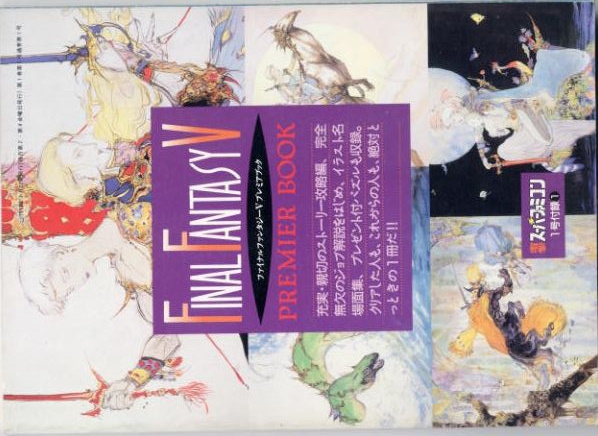 FINAL FANTASY V
ファイナルファンタジーV プレミアブック
PREMIER BOOK
充実・親切のストーリー攻略編、完全
無欠のジョブ解説をはじめ、イラスト名
場面集、プレゼント付パズルも収録。
クリアした人も、これからの人も、絶対と
っときの1冊だ!!
スーパーファミコン
1号付録1